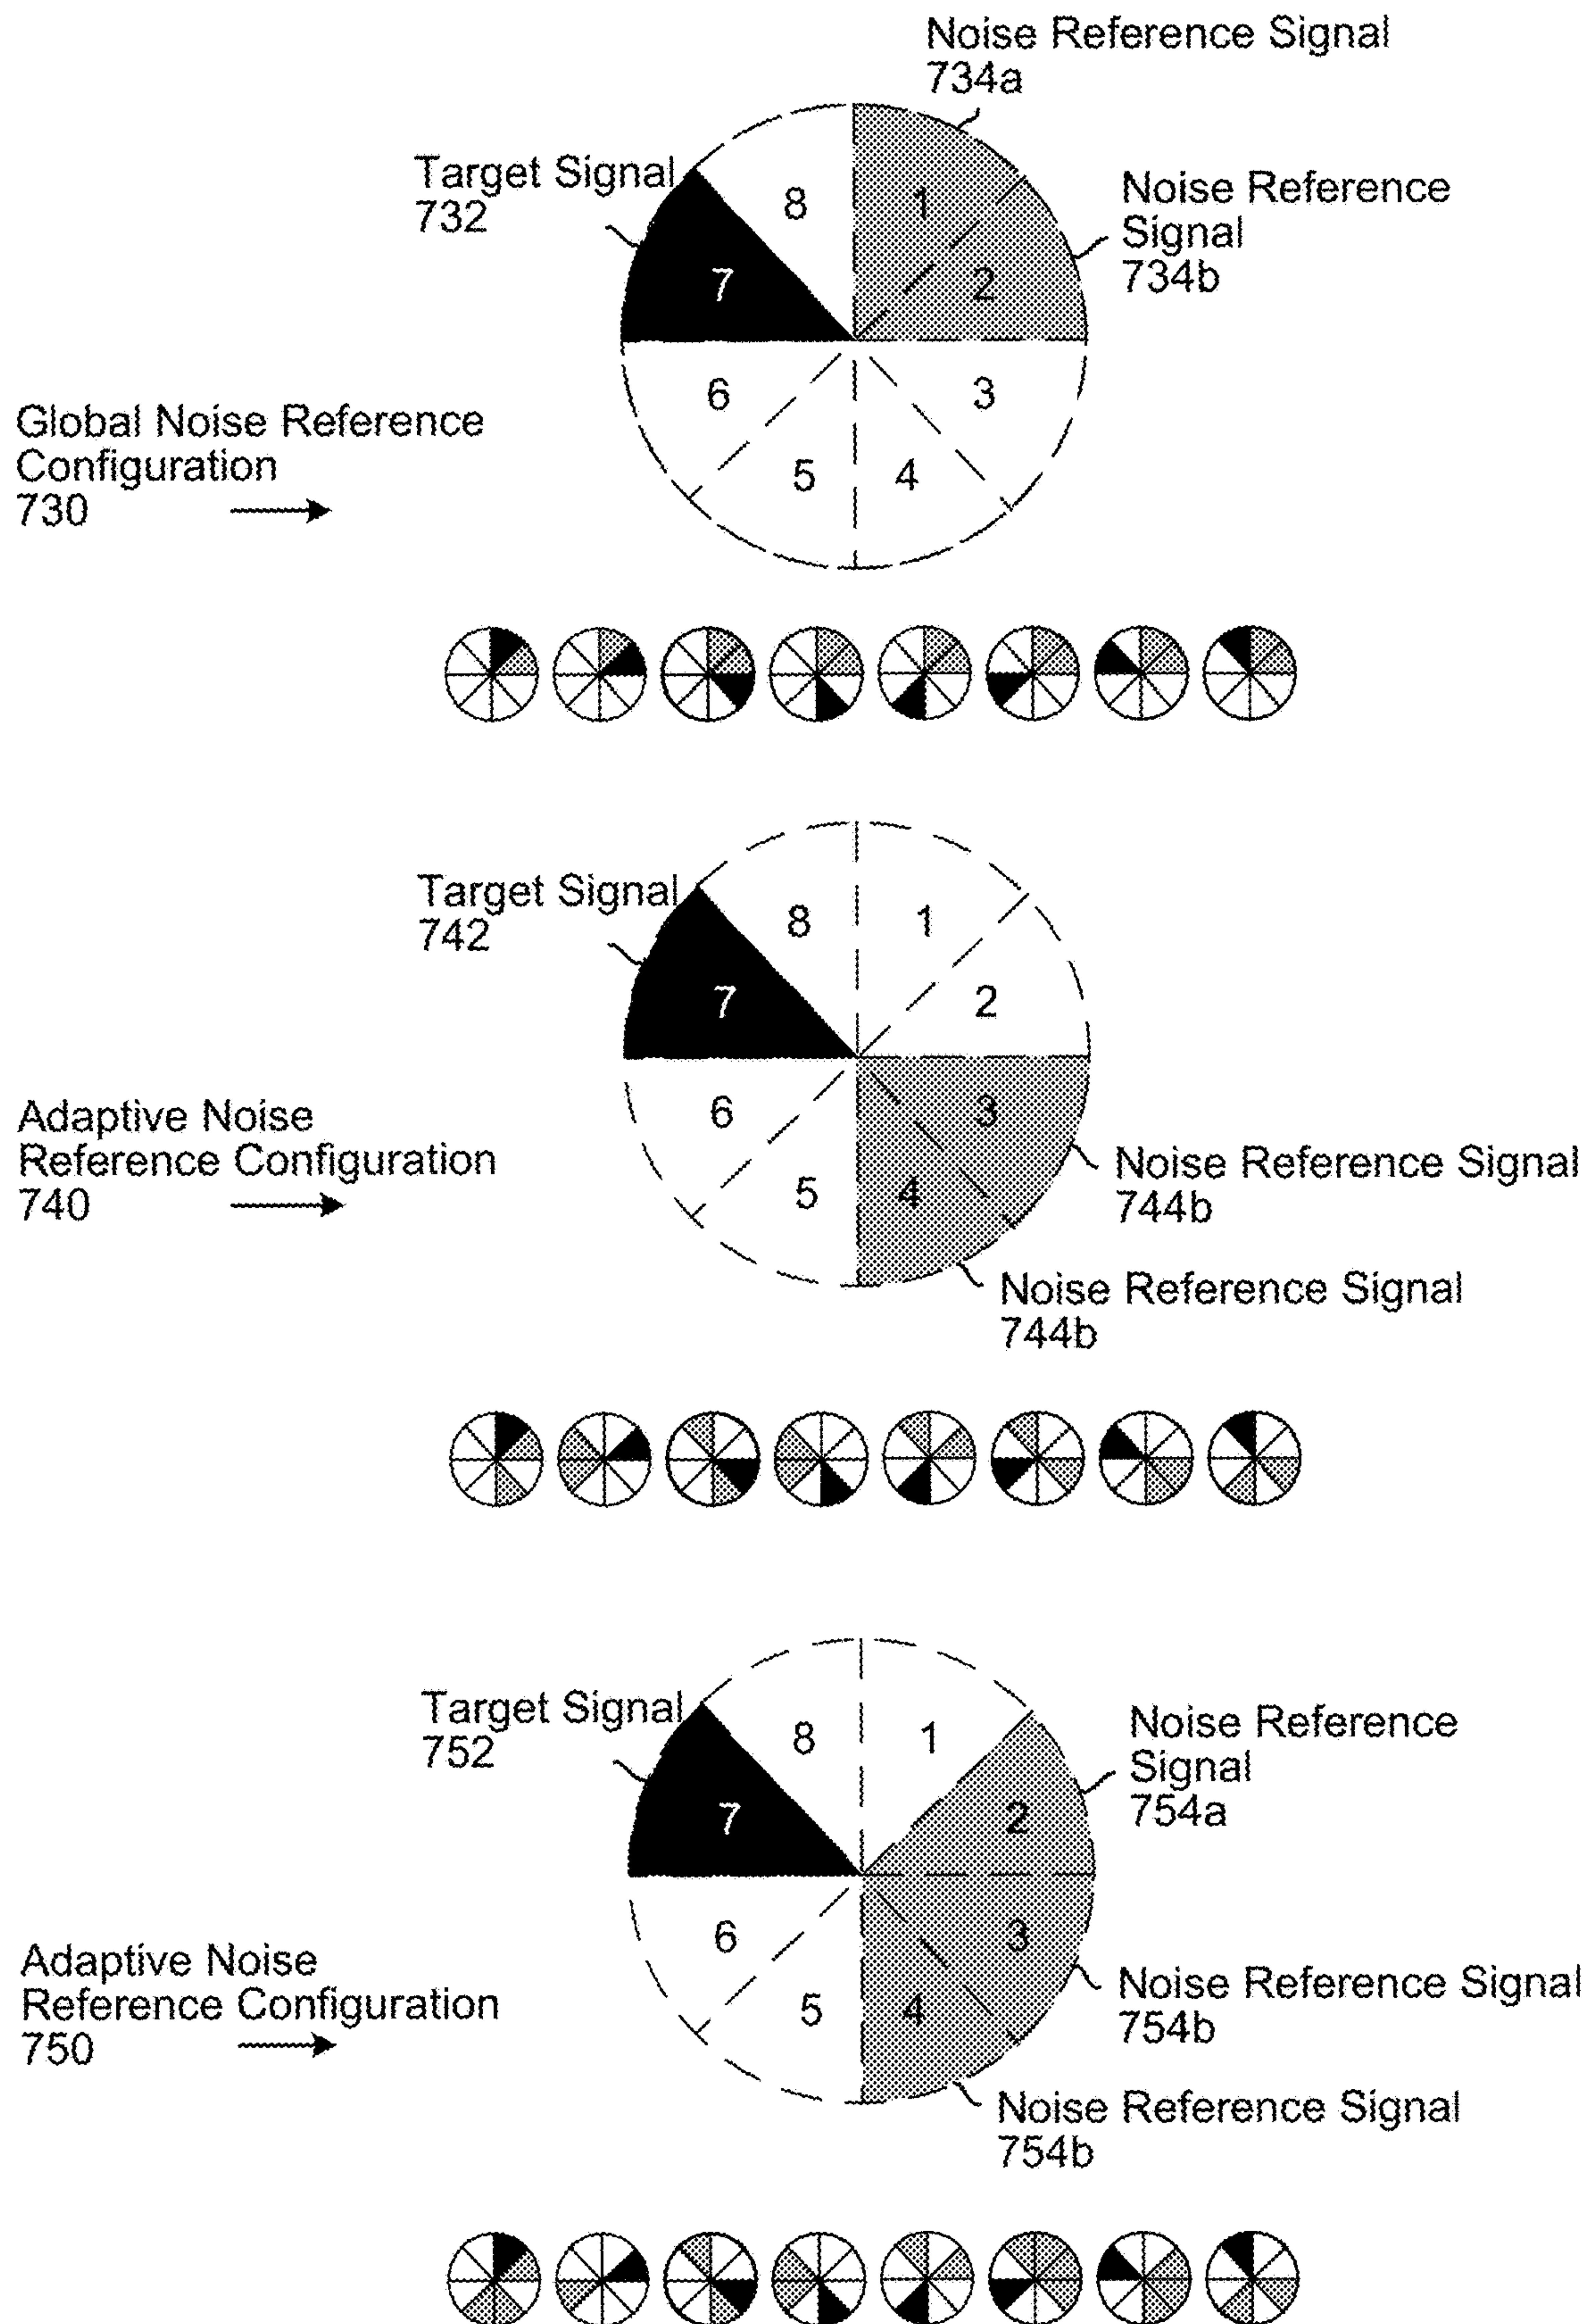 Noise Reference Signal
734a
Target Signal
732
Noise Reference
Signal
734b
8
1
7
2
6
3
5
4
Global Noise Reference
Configuration
730
Target Signal
742
8
1
7
2
6
3
5
4
Adaptive Noise
Reference Configuration
740
Noise Reference Signal
744b
Noise Reference Signal
744b
Target Signal
752
8
1
Noise Reference
Signal
754a
7
2
6
3
5
4
Adaptive Noise
Reference Configuration
750
Noise Reference Signal
754b
Noise Reference Signal
754b